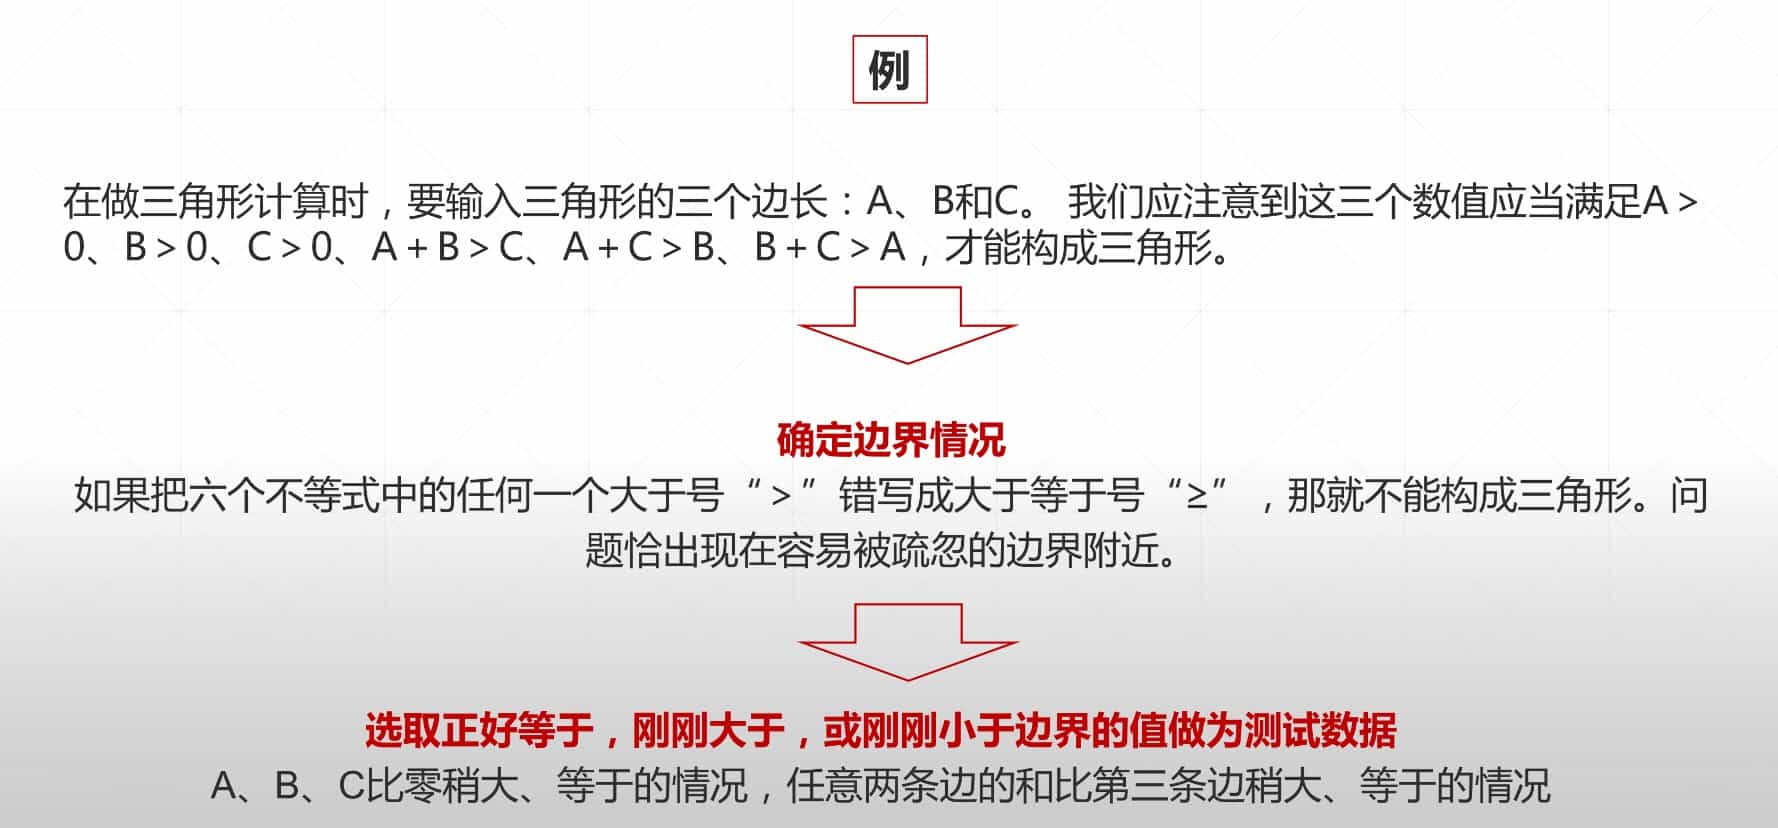 例
在做三角形计算时，要输入三角形的三个边长：A、B和C。 我们应注意到这三个数值应当满足A＞
0、B＞0、C＞0、A＋B＞C、A＋C＞B、B＋C＞A，才能构成三角形。
确定边界情况
如果把六个不等式中的任何一个大于号“＞”错写成大于等于号“≥”，那就不能构成三角形。问
题恰出现在容易被疏忽的边界附近。
选取正好等于，刚刚大于，或刚刚小于边界的值做为测试数据
A、B、C比零稍大、等于的情况，任意两条边的和比第三条边稍大、等于的情况